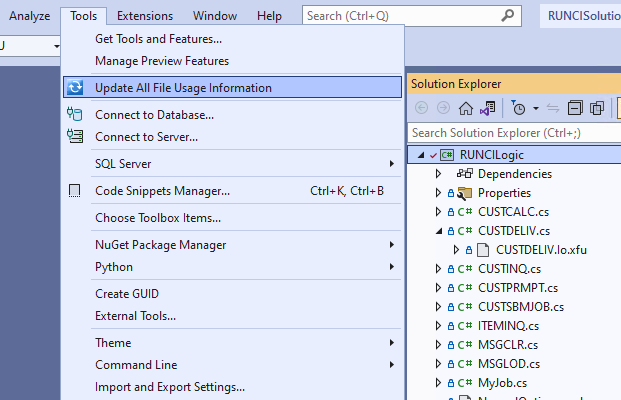 Analyze Tools Extensions Window Help Search (Ctrl+Q) RUNCISolutio
Get Tools and Features...
Manage Preview Features
Update All File Usage Information
Connect to Database...
Connect to Server...
SQL Server
Code Snippets Manager... Ctrl+K, Ctrl+B
Choose Toolbox Items...
NuGet Package Manager
Python
Create GUID
External Tools...
Theme
Command Line
Import and Export Settings...
Solution Explorer
Search Solution Explorer (Ctrl+;)
C# RUNCILogic
Dependencies
Properties
C# CUSTCALC.cs
C# CUSTDELIV.cs
CUSTDELIV.Io.xfu
C# CUSTINQ.cs
C# CUSTPRMPT.cs
C# CUSTSBMJOB.cs
C# ITEMINQ.cs
C# MSGCLR.cs
C# MSGLOD.cs
C# MyJob.cs